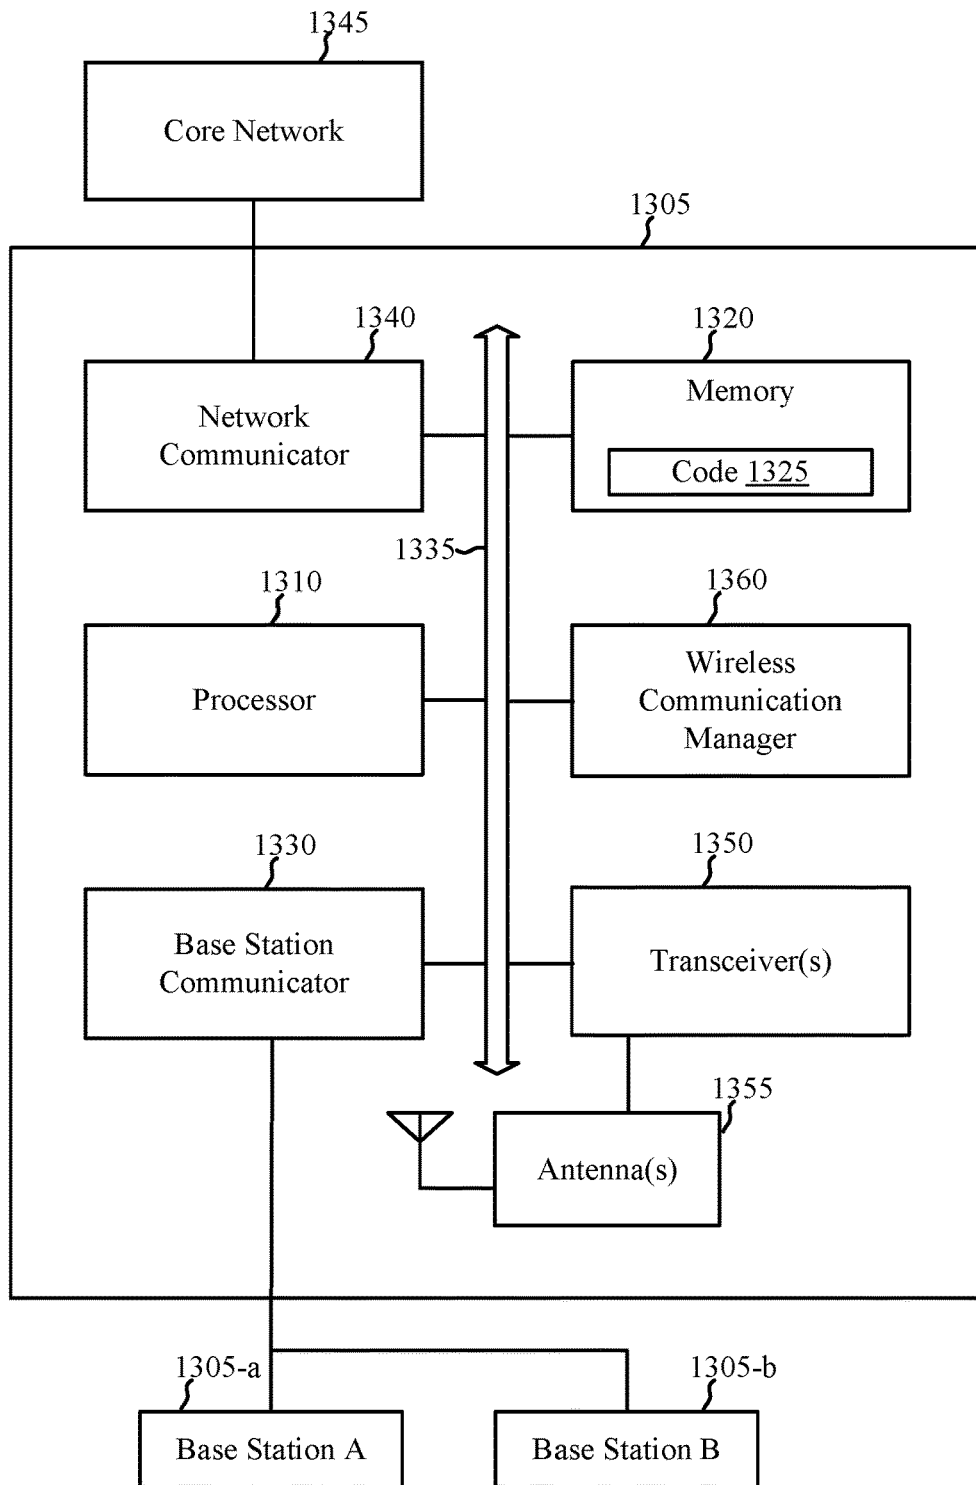 1345
Core Network
1305
1340
1320
Network
Communicator
Memory
Code 1325
1335
1310
1360
Processor
Wireless
Communication
Manager
1330
1350
Base Station
Communicator
Transceiver(s)
1355
Antenna(s)
1305-a
1305-b
Base Station A
Base Station B